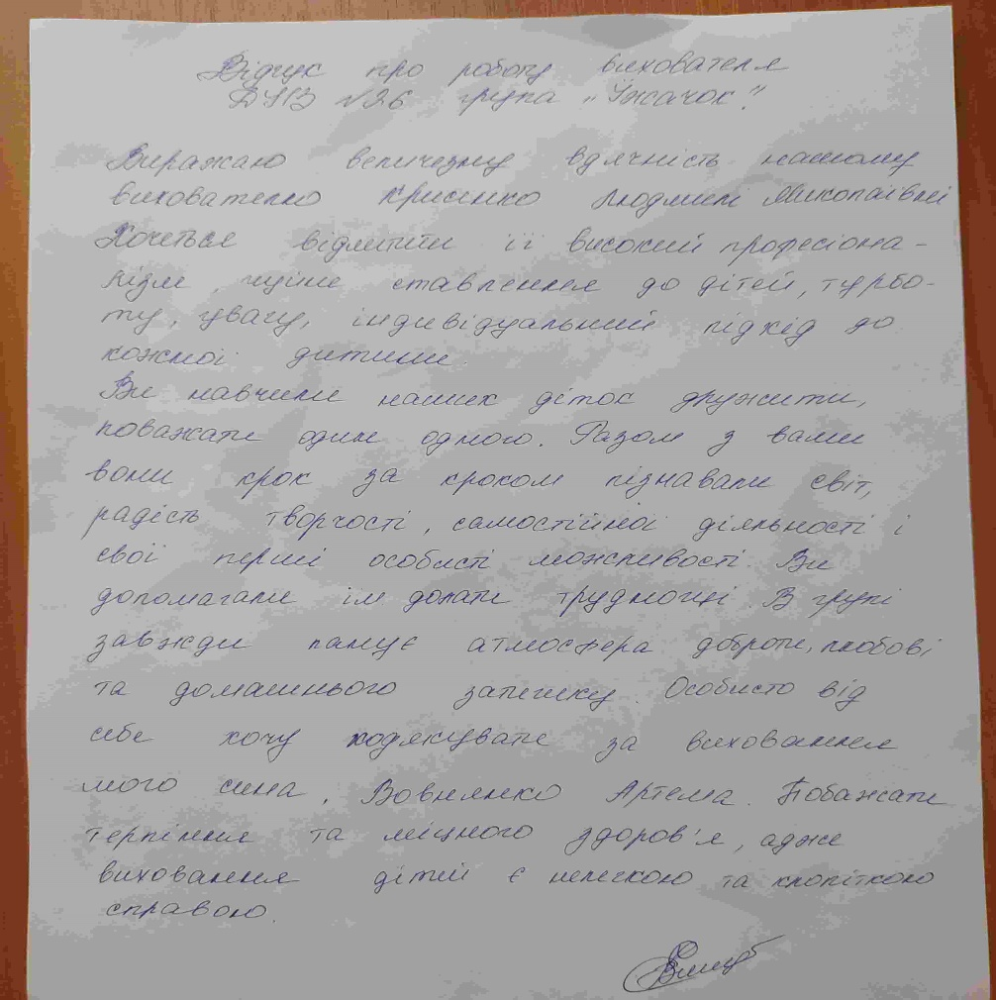 Відгук про роботу вихователя
ДНЗ №26 група "Їжачок".
Виражаю величезну вдячність нашому
вихователю Крисенко Людмилі Миколаївні
Хочеться відмітити її високий професіона-
лізм, щире ставлення до дітей, турбо-
ту, увагу, індивідуальний підхід до
кожної дитини.
Ви навчили наших діток дружити,
поважати один одного. Разом з вами
вони крок за кроком пізнавали світ,
радість творчості, самостійної діяльності і
свої перші особисті можливості. Ви
допомагали їм долати труднощі. В групі
завжди панує атмосфера доброти, любові
та домашнього затишку. Особисто від
себе хочу подякувати за виховання
мого сина, Вовнянко Артема. Побажати
терпіння та міцного здоров'я, адже
виховання дітей є нелегкою та клопіткою
справою.